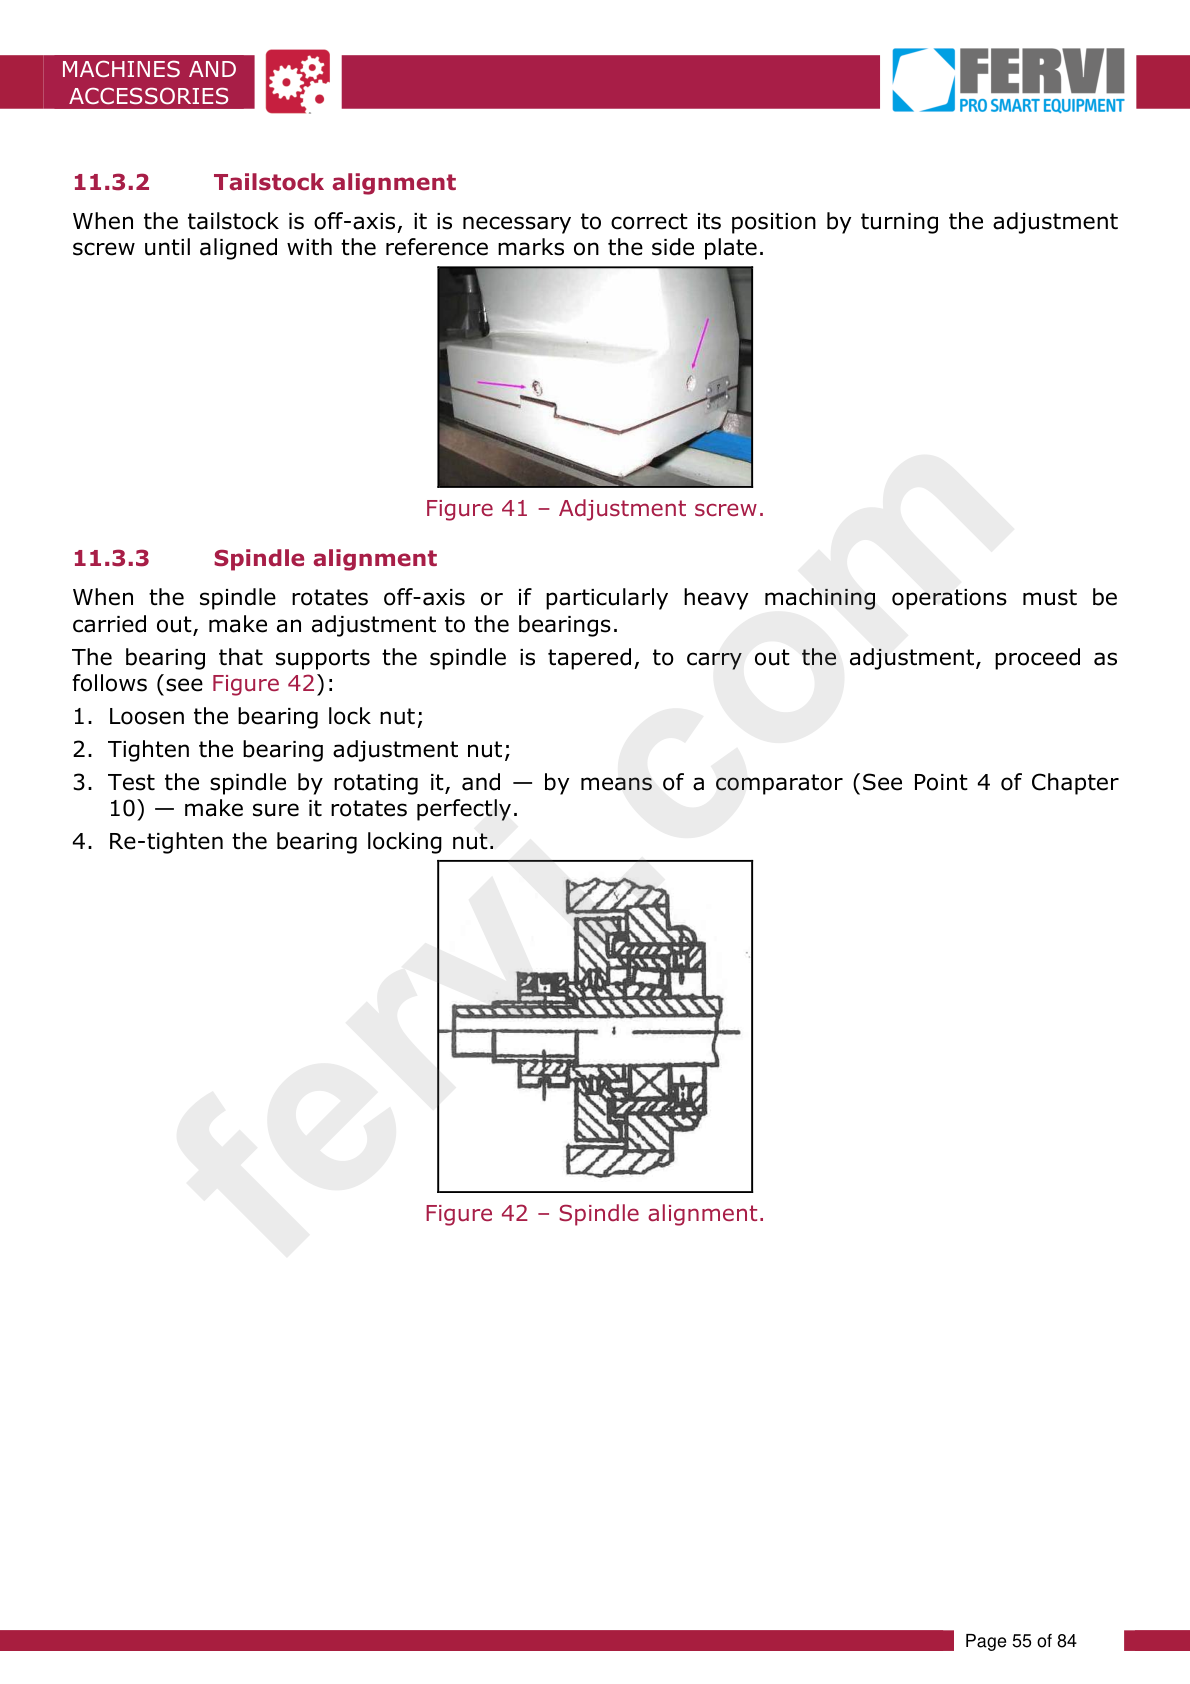 MACHINES AND
ACCESSORIES
FERVI
PRO SMART EQUIPMENT
11.3.2 Tailstock alignment
When the tailstock is off-axis, it is necessary to correct its position by turning the adjustment
screw until aligned with the reference marks on the side plate.
Figure 41 – Adjustment screw.
11.3.3 Spindle alignment
When the spindle rotates off-axis or if particularly heavy machining operations must be
carried out, make an adjustment to the bearings.
The bearing that supports the spindle is tapered, to carry out the adjustment, proceed as
follows (see Figure 42):
1. Loosen the bearing lock nut;
2. Tighten the bearing adjustment nut;
3. Test the spindle by rotating it, and — by means of a comparator (See Point 4 of Chapter
10) — make sure it rotates perfectly.
4. Re-tighten the bearing locking nut.
Figure 42 – Spindle alignment.
fervi.com
Page 55 of 84